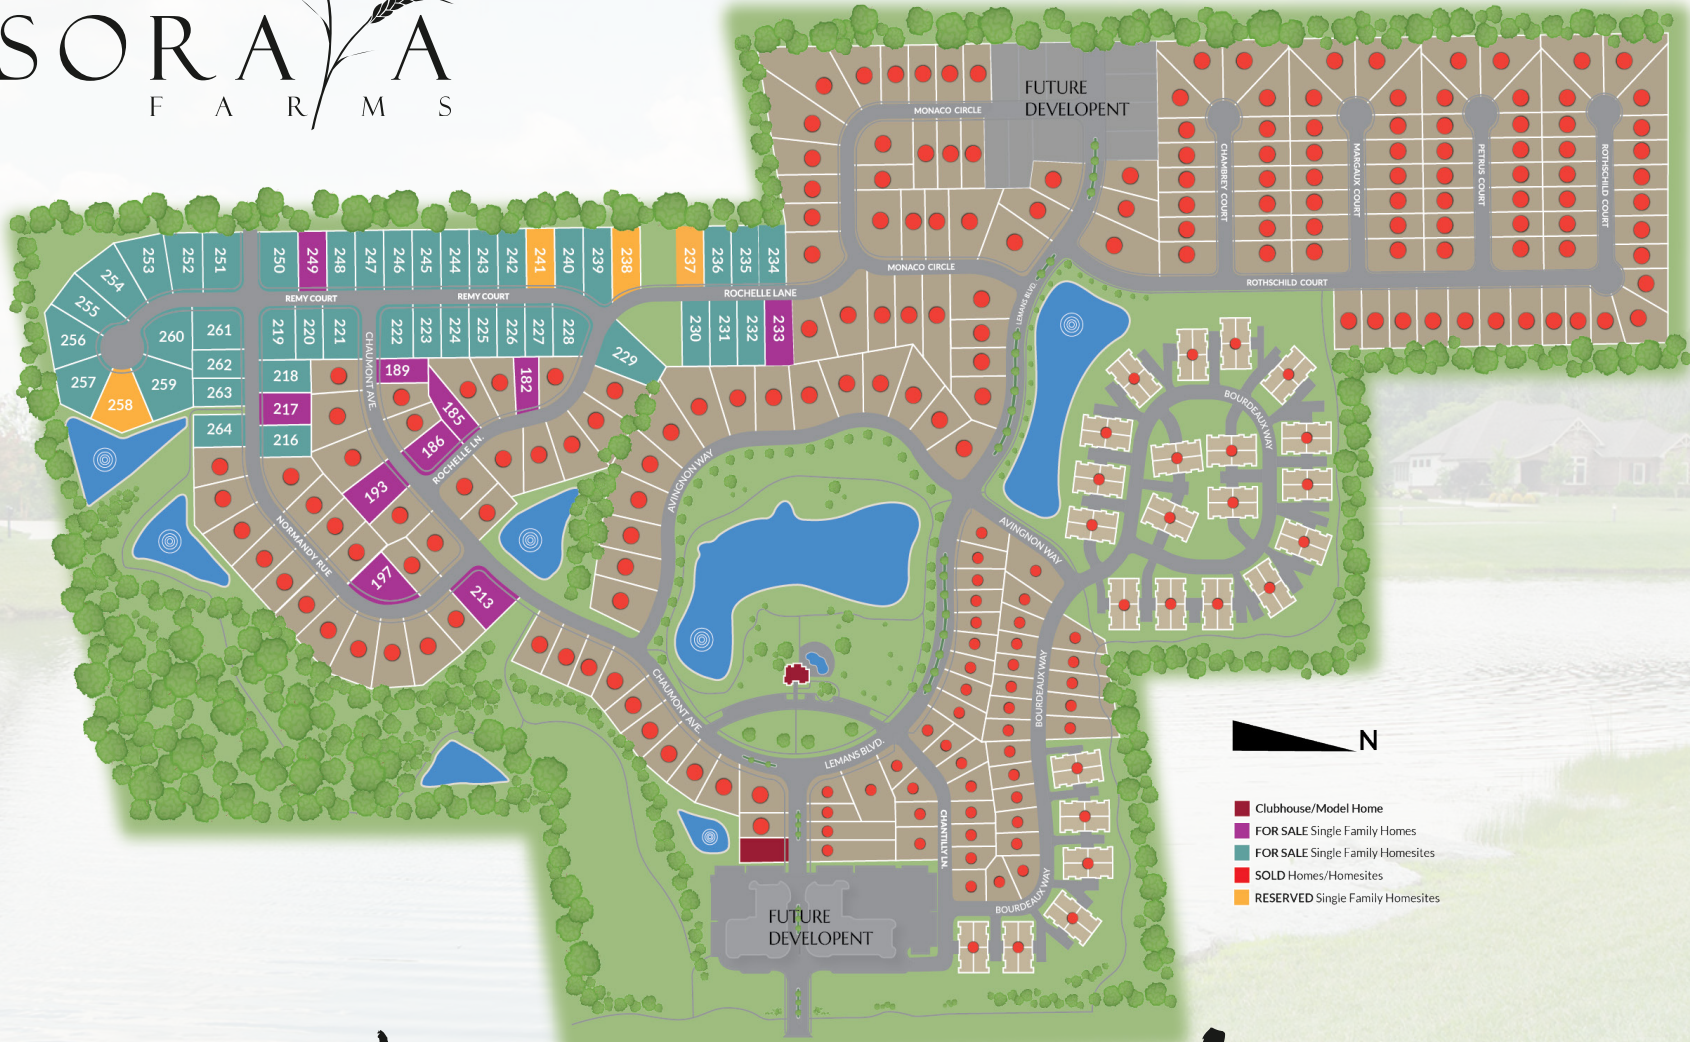 SORAYA
FARMS
FUTURE
DEVELOPENT
MONACO CIRCLE
CHAMBREY COURT
MARGAUX COURT
PETRUS COURT
ROTHSCHILD COURT
MONACO CIRCLE
ROTHSCHILD COURT
LEMANS BLVD.
253
252
251
250
249
248
247
246
245
244
243
242
241
240
239
238
237
236
235
234
254
255
256
257
258
259
260
261
262
263
264
REMY COURT
REMY COURT
ROCHELLE LANE
219
220
221
CHAUMONT AVE.
222
223
224
225
226
227
228
229
230
231
232
233
218
217
216
189
185
182
186
ROCHELLE LN.
193
197
213
NORMANDY RUE
AVINGNON WAY
AVINGNON WAY
BOURDEAUX WAY
BOURDEAUX WAY
CHAUMONT AVE.
LEMANS BLVD.
CHANTILLY LN.
BOURDEAUX WAY
FUTURE
DEVELOPENT
N
Clubhouse/Model Home
FOR SALE Single Family Homes
FOR SALE Single Family Homesites
SOLD Homes/Homesites
RESERVED Single Family Homesites